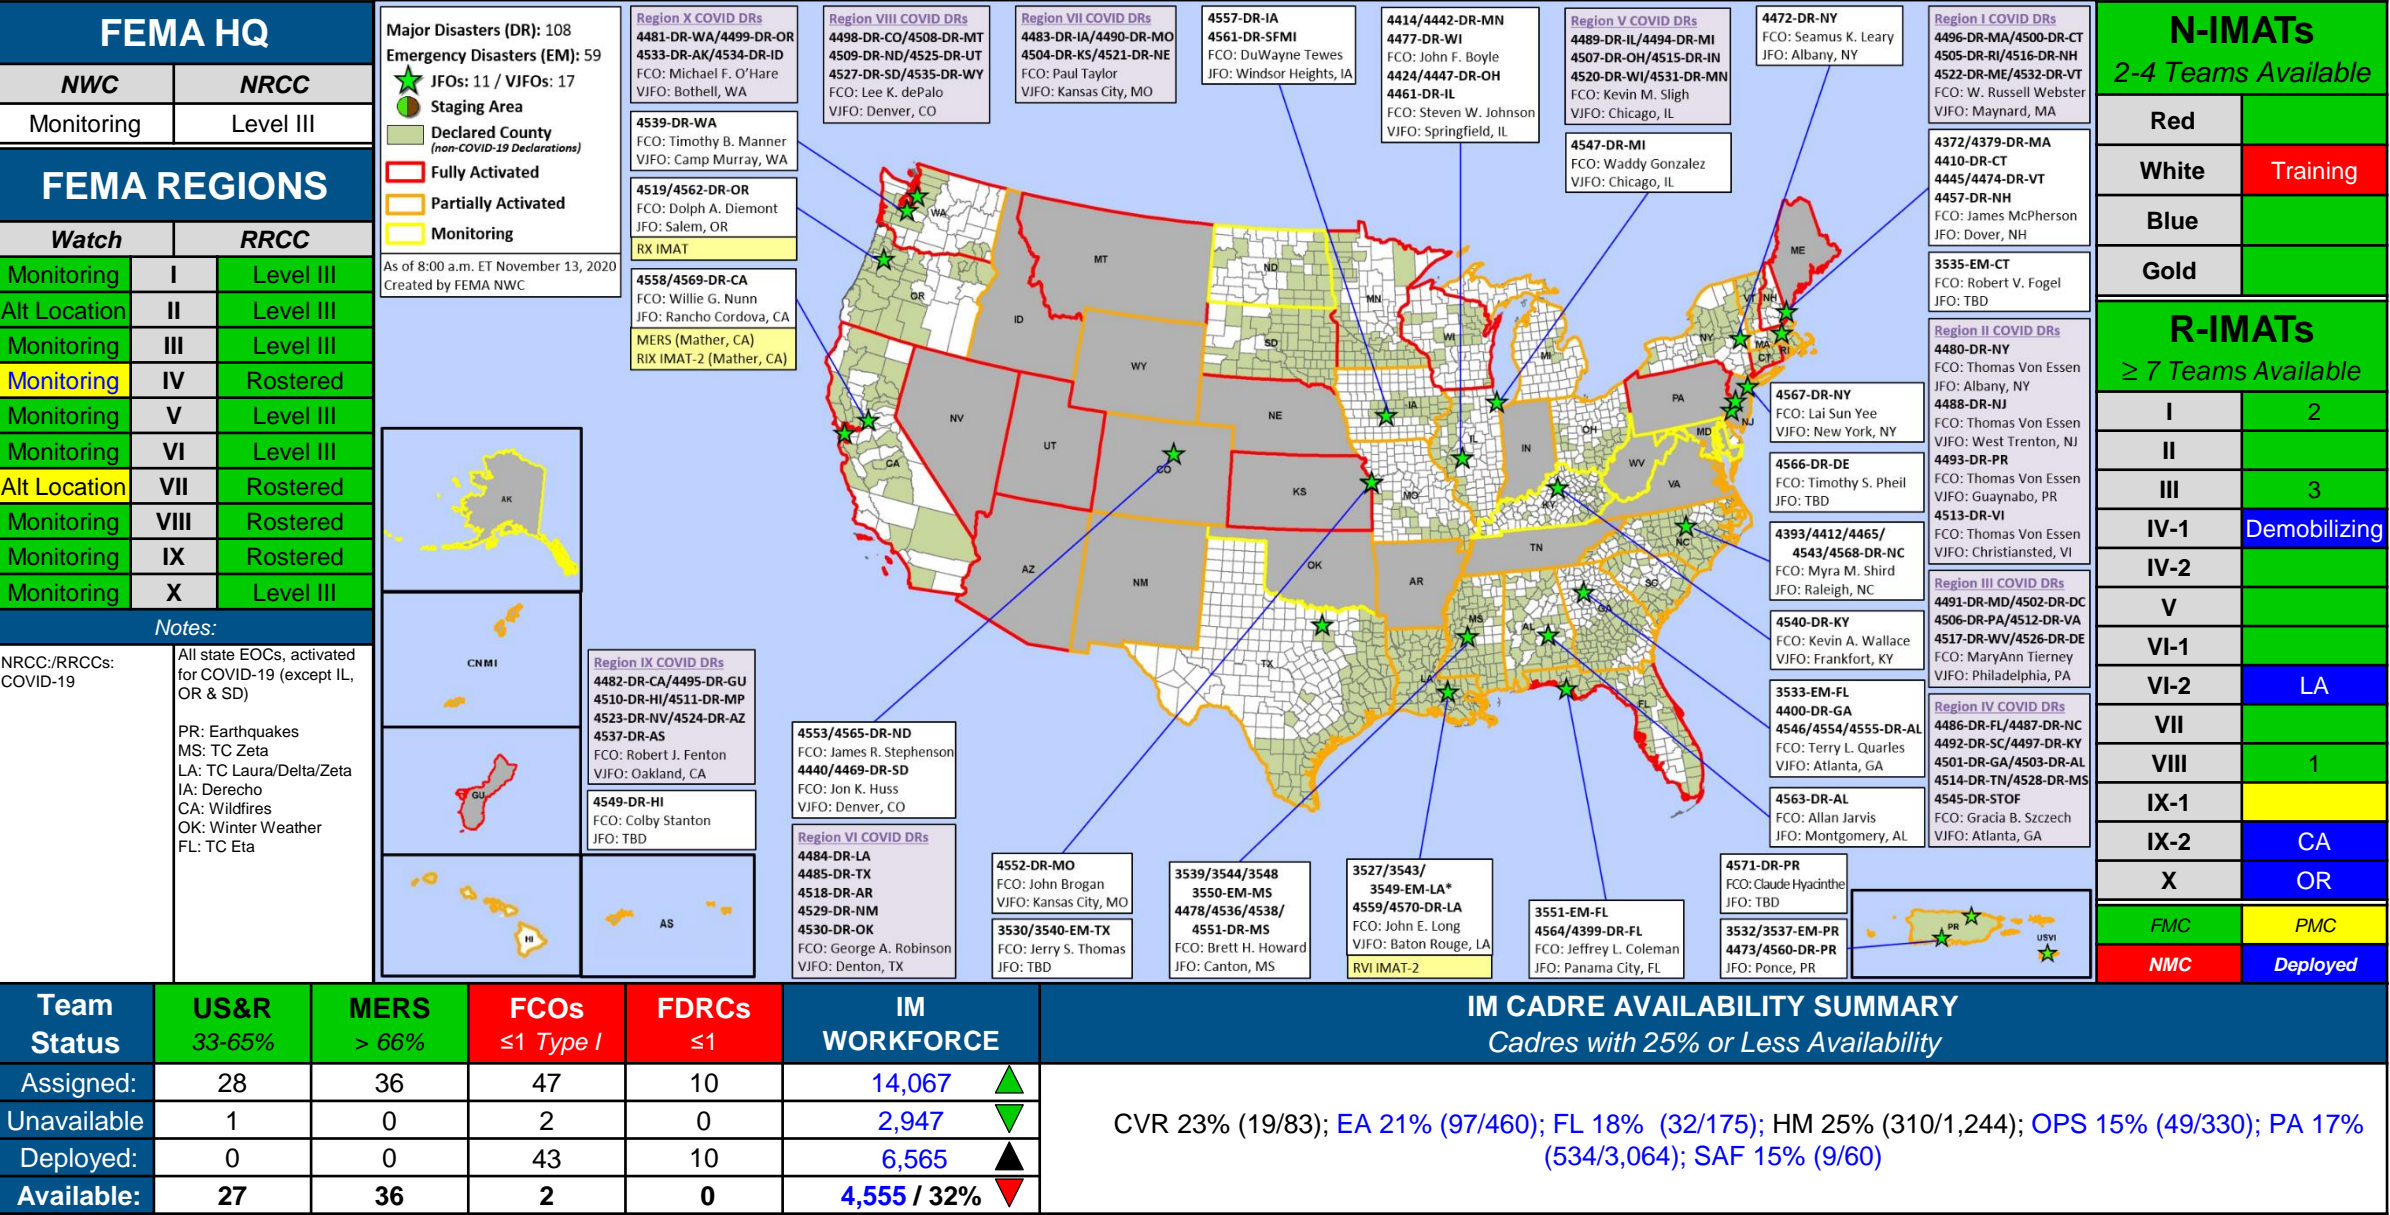 FEMA HQ
NWC NRCC
Monitoring Level III
FEMA REGIONS
Watch RRCC
Monitoring I Level III
Alt Location II Level III
Monitoring III Level III
Monitoring IV Rostered
Monitoring V Level III
Monitoring VI Level III
Alt Location VII Rostered
Monitoring VIII Rostered
Monitoring IX Rostered
Monitoring X Level III
Notes:
NRCC:/RRCCs:
COVID-19
All state EOCs, activated
for COVID-19 (except IL,
OR & SD)
PR: Earthquakes
MS: TC Zeta
LA: TC Laura/Delta/Zeta
IA: Derecho
CA: Wildfires
OK: Winter Weather
FL: TC Eta
Major Disasters (DR): 108
Emergency Disasters (EM): 59
JFOs: 11 / VJFOs: 17
Staging Area
Declared County
(non-COVID-19 Declarations)
Fully Activated
Partially Activated
Monitoring
As of 8:00 a.m. ET November 13, 2020
Created by FEMA NWC
Region X COVID DRs
4481-DR-WA/4499-DR-OR
4533-DR-AK/4534-DR-ID
FCO: Michael F. O'Hare
VJFO: Bothell, WA
4539-DR-WA
FCO: Timothy B. Manner
VJFO: Camp Murray, WA
4519/4562-DR-OR
FCO: Dolph A. Diemont
JFO: Salem, OR
RX IMAT
4558/4569-DR-CA
FCO: Willie G. Nunn
JFO: Rancho Cordova, CA
MERS (Mather, CA)
RIX IMAT-2 (Mather, CA)
Region VIII COVID DRs
4498-DR-CO/4508-DR-MT
4509-DR-ND/4525-DR-UT
4527-DR-SD/4535-DR-WY
FCO: Lee K. dePalo
VJFO: Denver, CO
Region VII COVID DRs
4483-DR-IA/4490-DR-MO
4504-DR-KS/4521-DR-NE
FCO: Paul Taylor
VJFO: Kansas City, MO
4557-DR-IA
4561-DR-SFMI
FCO: DuWayne Tewes
JFO: Windsor Heights, IA
4414/4442-DR-MN
4477-DR-WI
FCO: John F. Boyle
4424/4447-DR-OH
4461-DR-IL
FCO: Steven W. Johnson
VJFO: Springfield, IL
Region V COVID DRs
4489-DR-IL/4494-DR-MI
4507-DR-OH/4515-DR-IN
4520-DR-WI/4531-DR-MN
FCO: Kevin M. Sligh
VJFO: Chicago, IL
4547-DR-MI
FCO: Waddy Gonzalez
VJFO: Chicago, IL
4472-DR-NY
FCO: Seamus K. Leary
JFO: Albany, NY
Region I COVID DRs
4496-DR-MA/4500-DR-CT
4505-DR-RI/4516-DR-NH
4522-DR-ME/4532-DR-VT
FCO: W. Russell Webster
VJFO: Maynard, MA
4372/4379-DR-MA
4410-DR-CT
4445/4474-DR-VT
4457-DR-NH
FCO: James McPherson
JFO: Dover, NH
3535-EM-CT
FCO: Robert V. Fogel
JFO: TBD
Region II COVID DRs
4480-DR-NY
FCO: Thomas Von Essen
JFO: Albany, NY
4488-DR-NJ
FCO: Thomas Von Essen
VJFO: West Trenton, NJ
4493-DR-PR
FCO: Thomas Von Essen
VJFO: Guaynabo, PR
4513-DR-VI
FCO: Thomas Von Essen
VJFO: Christiansted, VI
Region III COVID DRs
4491-DR-MD/4502-DR-DC
4506-DR-PA/4512-DR-VA
4517-DR-WV/4526-DR-DE
FCO: MaryAnn Tierney
VJFO: Philadelphia, PA
Region IV COVID DRs
4486-DR-FL/4487-DR-NC
4492-DR-SC/4497-DR-KY
4501-DR-GA/4503-DR-AL
4514-DR-TN/4528-DR-MS
4545-DR-STOF
FCO: Gracia B. Szczech
VJFO: Atlanta, GA
4567-DR-NY
FCO: Lai Sun Yee
VJFO: New York, NY
4566-DR-DE
FCO: Timothy S. Pheil
JFO: TBD
4393/4412/4465/
4543/4568-DR-NC
FCO: Myra M. Shird
JFO: Raleigh, NC
4540-DR-KY
FCO: Kevin A. Wallace
VJFO: Frankfort, KY
3533-EM-FL
4400-DR-GA
4546/4554/4555-DR-AL
FCO: Terry L. Quarles
VJFO: Atlanta, GA
4563-DR-AL
FCO: Allan Jarvis
JFO: Montgomery, AL
4571-DR-PR
FCO: Claude Hyacinthe
JFO: TBD
3532/3537-EM-PR
4473/4560-DR-PR
JFO: Ponce, PR
3551-EM-FL
4564/4399-DR-FL
FCO: Jeffrey L. Coleman
JFO: Panama City, FL
3527/3543/
3549-EM-LA*
4559/4570-DR-LA
FCO: John E. Long
VJFO: Baton Rouge, LA
RVI IMAT-2
3539/3544/3548
3550-EM-MS
4478/4536/4538/
4551-DR-MS
FCO: Brett H. Howard
JFO: Canton, MS
4552-DR-MO
FCO: John Brogan
VJFO: Kansas City, MO
3530/3540-EM-TX
FCO: Jerry S. Thomas
JFO: TBD
4553/4565-DR-ND
FCO: James R. Stephenson
4440/4469-DR-SD
FCO: Jon K. Huss
VJFO: Denver, CO
Region VI COVID DRs
4484-DR-LA
4485-DR-TX
4518-DR-AR
4529-DR-NM
4530-DR-OK
FCO: George A. Robinson
VJFO: Denton, TX
Region IX COVID DRs
4482-DR-CA/4495-DR-GU
4510-DR-HI/4511-DR-MP
4523-DR-NV/4524-DR-AZ
4537-DR-AS
FCO: Robert J. Fenton
VJFO: Oakland, CA
4549-DR-HI
FCO: Colby Stanton
JFO: TBD
WA
OR
CA
NV
ID
MT
WY
UT
CO
AZ
NM
ND
SD
NE
KS
OK
TX
MN
IA
MO
AR
LA
WI
IL
MI
IN
OH
KY
TN
MS
AL
GA
FL
SC
NC
VA
WV
MD
PA
NJ
NY
CT
RI
MA
VT
NH
ME
AK
CNMI
GU
HI
AS
PR
USVI
N-IMATs
2-4 Teams Available
Red
White Training
Blue
Gold
R-IMATs
≥ 7 Teams Available
I 2
II
III 3
IV-1 Demobilizing
IV-2
V
VI-1
VI-2 LA
VII
VIII 1
IX-1
IX-2 CA
X OR
FMC PMC
NMC Deployed
Team Status
US&R 33-65%
MERS > 66%
FCOs ≤1 Type I
FDRCs ≤1
IM WORKFORCE
Assigned: 28 36 47 10 14,067
Unavailable 1 0 2 0 2,947
Deployed: 0 0 43 10 6,565
Available: 27 36 2 0 4,555 / 32%
IM CADRE AVAILABILITY SUMMARY
Cadres with 25% or Less Availability
CVR 23% (19/83); EA 21% (97/460); FL 18% (32/175); HM 25% (310/1,244); OPS 15% (49/330); PA 17%
(534/3,064); SAF 15% (9/60)